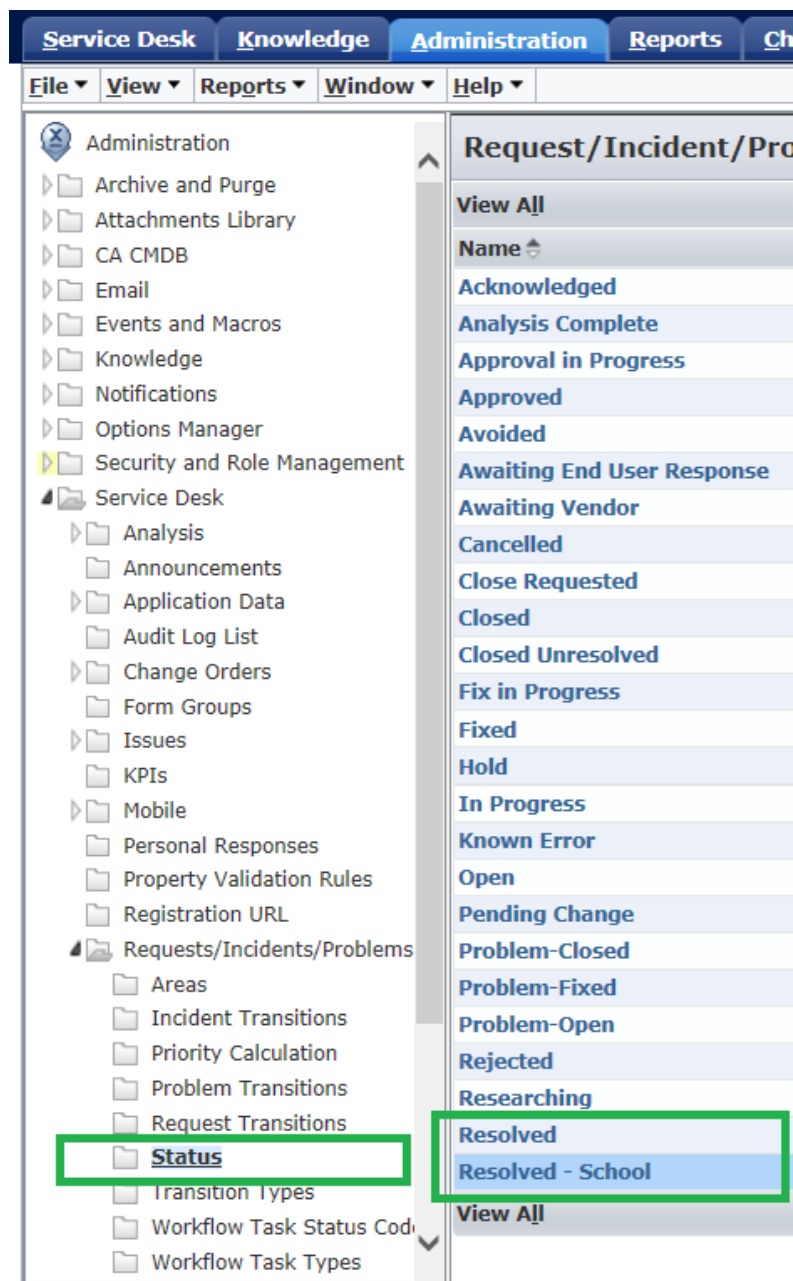 Service Desk Knowledge Administration Reports Ch
File View Reports Window Help
Administration
Archive and Purge
Attachments Library
CA CMDB
Email
Events and Macros
Knowledge
Notifications
Options Manager
Security and Role Management
Service Desk
Analysis
Announcements
Application Data
Audit Log List
Change Orders
Form Groups
Issues
KPIs
Mobile
Personal Responses
Property Validation Rules
Registration URL
Requests/Incidents/Problems
Areas
Incident Transitions
Priority Calculation
Problem Transitions
Request Transitions
Status
Transition Types
Workflow Task Status Cod
Workflow Task Types
Request/Incident/Pro
View All
Name
Acknowledged
Analysis Complete
Approval in Progress
Approved
Avoided
Awaiting End User Response
Awaiting Vendor
Cancelled
Close Requested
Closed
Closed Unresolved
Fix in Progress
Fixed
Hold
In Progress
Known Error
Open
Pending Change
Problem-Closed
Problem-Fixed
Problem-Open
Rejected
Researching
Resolved
Resolved - School
View All